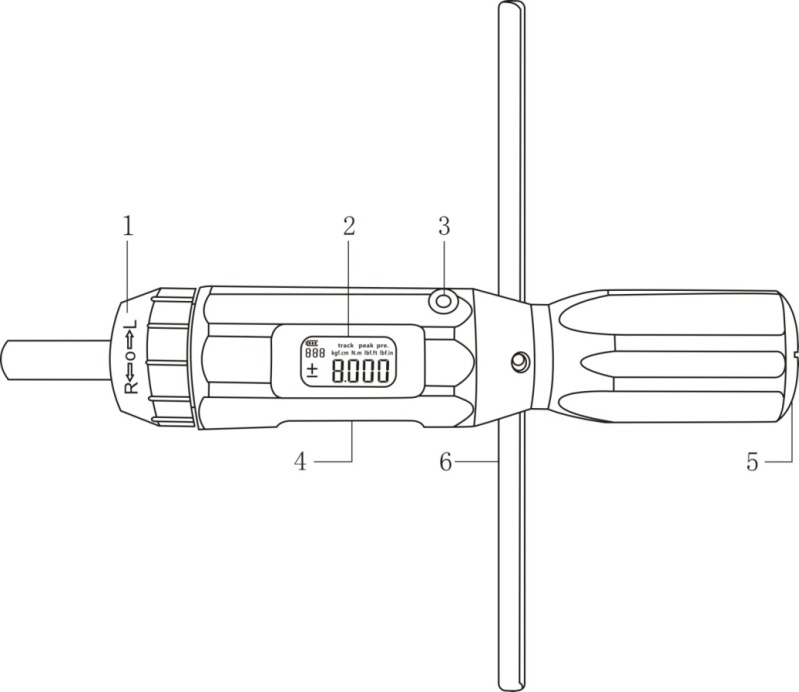 1
2
3
R←o→L
track peak pre.
888 kgf.cm N.m lbf.ft lbf.in
± 8.000
4
6
5